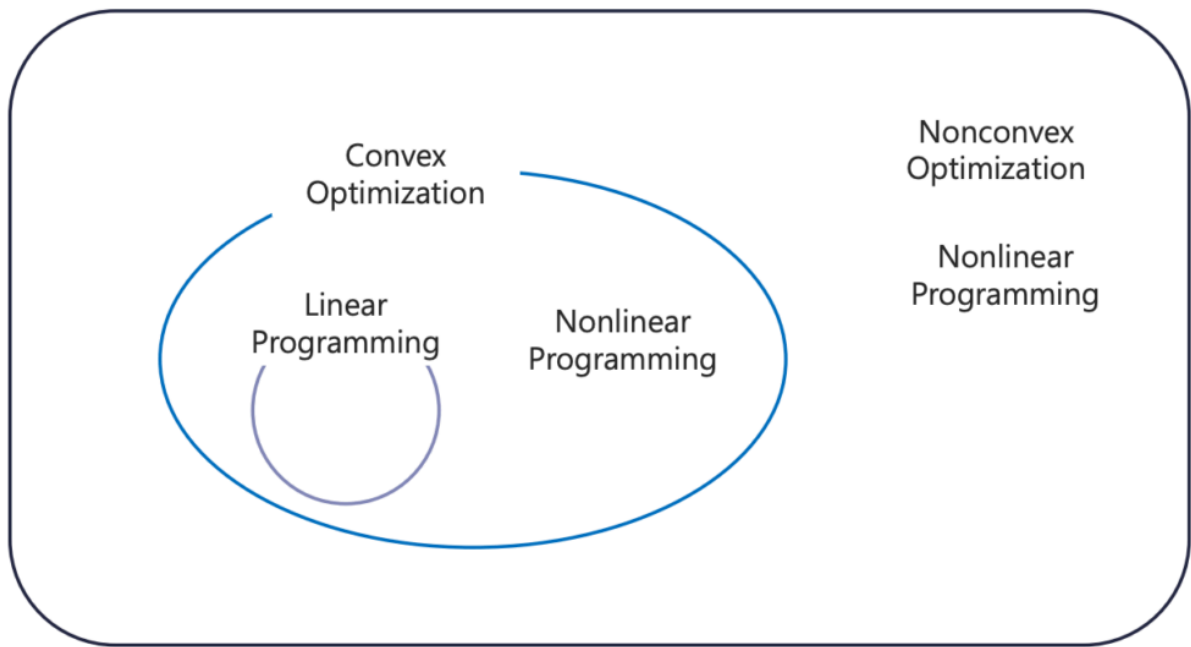 Convex
Optimization
Linear
Programming
Nonlinear
Programming
Nonconvex
Optimization
Nonlinear
Programming